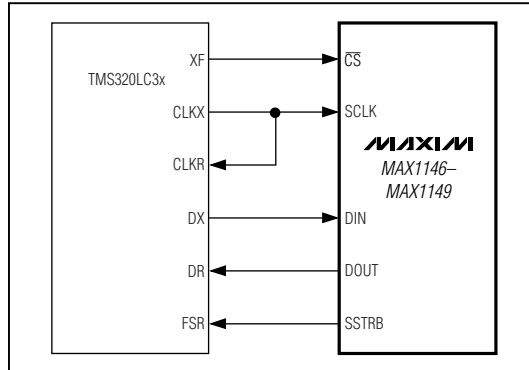 XF
CS
TMS320LC3x
CLKX
SCLK
MAXIM
CLKR
MAX1146–
MAX1149
DX
DIN
DR
DOUT
FSR
SSTRB